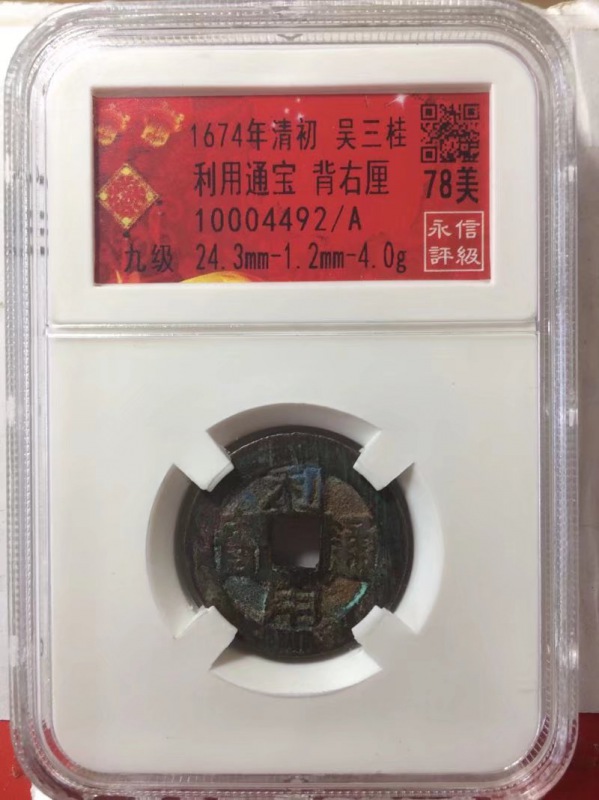 1674年清初 吴三桂
利用通宝 背右厘
10004492/A
九级 24.3mm-1.2mm-4.0g
78美
永信
評級
利用通寶